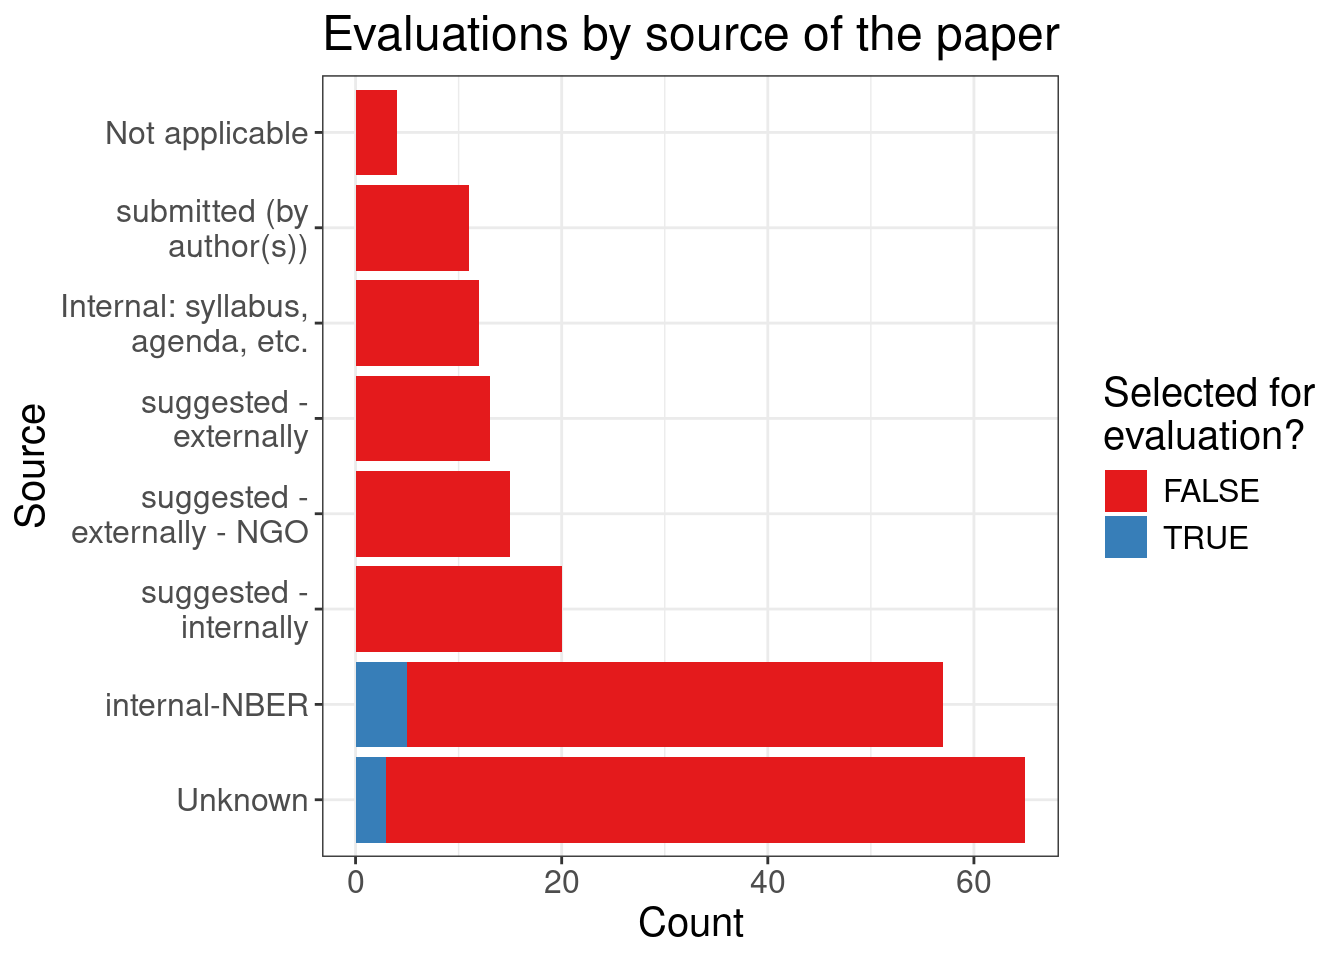 Evaluations by source of the paper
Not applicable
submitted (by
author(s))
Internal: syllabus,
agenda, etc.
suggested -
externally
suggested -
externally - NGO
suggested -
internally
internal-NBER
Unknown
Source
0 20 40 60
Count
Selected for
evaluation?
FALSE
TRUE